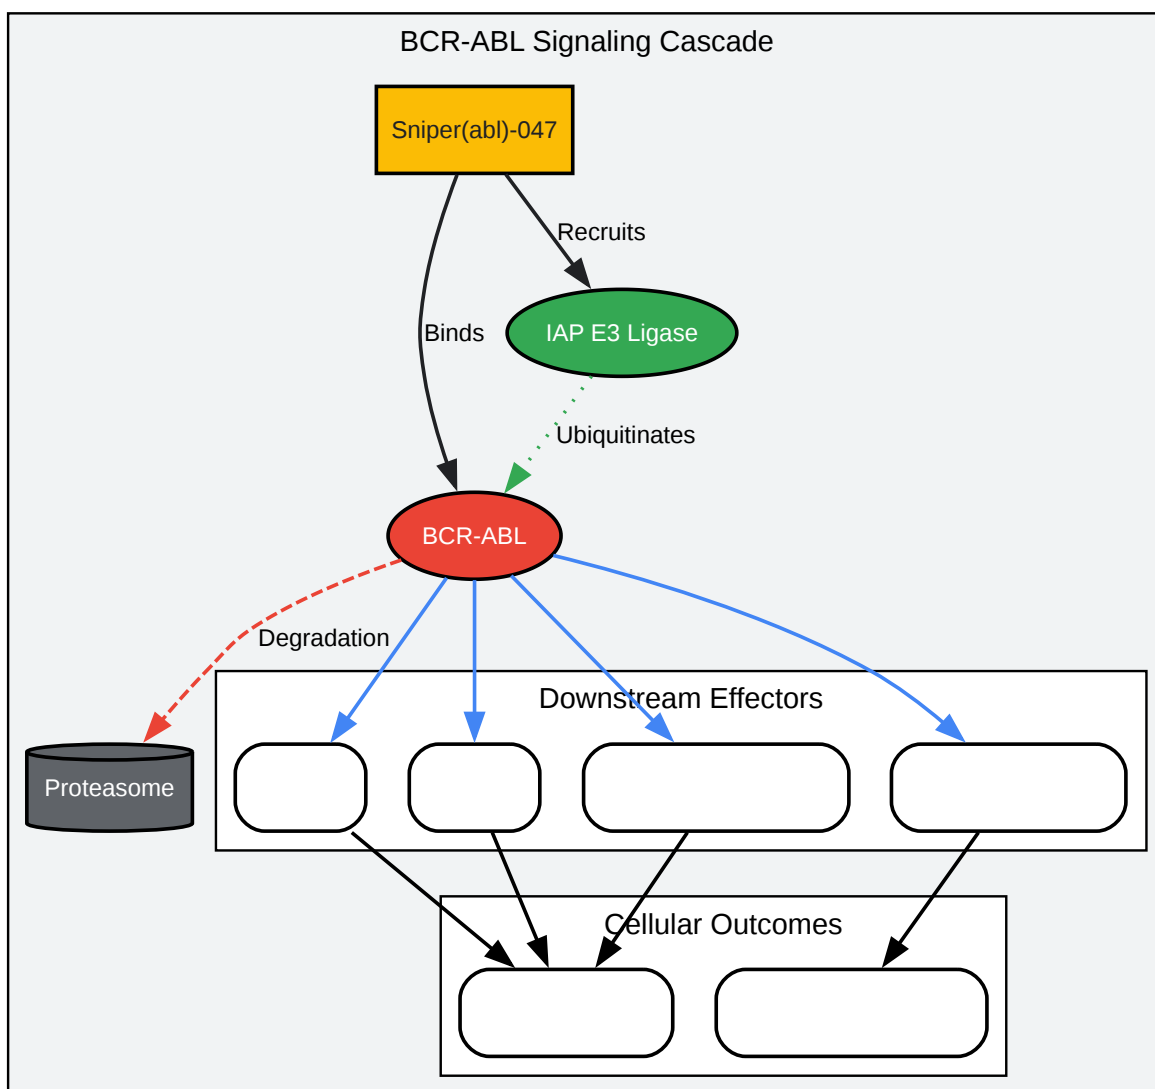 BCR-ABL Signaling Cascade
Sniper(abl)-047
Recruits
Binds
IAP E3 Ligase
Ubiquitinates
BCR-ABL
Degradation
Downstream Effectors
Proteasome
Cellular Outcomes